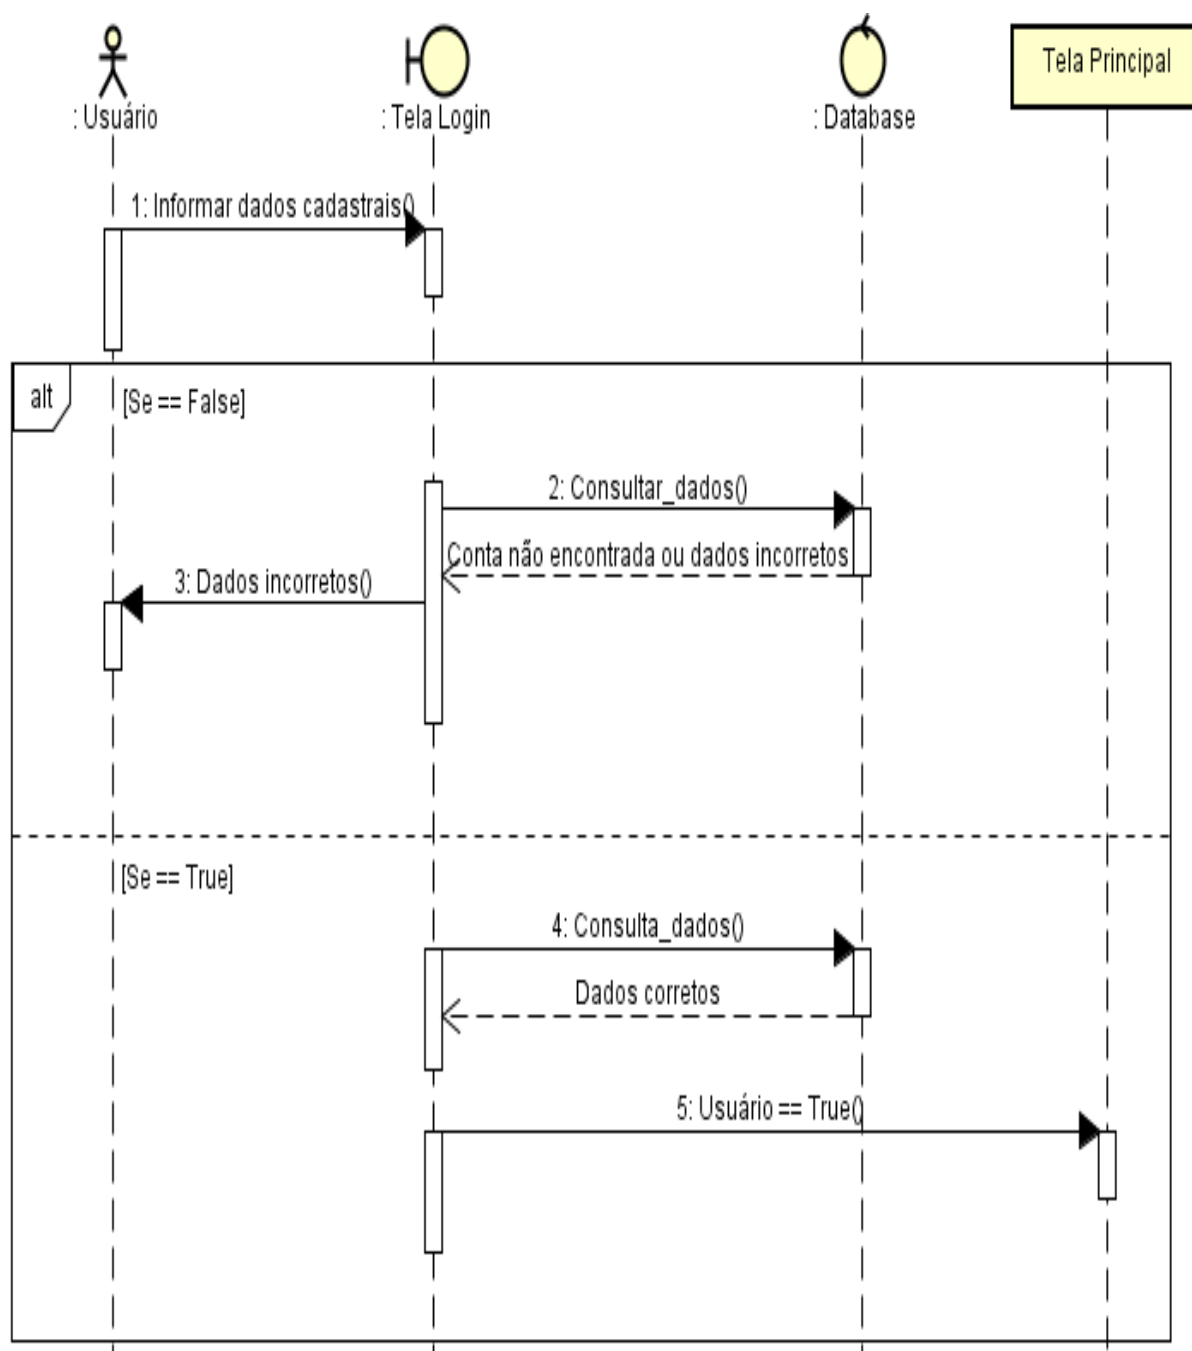 : Usuário
: Tela Login
: Database
Tela Principal
1: Informar dados cadastrais()
alt
[Se == False]
2: Consultar_dados()
Conta não encontrada ou dados incorretos
3: Dados incorretos()
[Se == True]
4: Consulta_dados()
Dados corretos
5: Usuário == True()